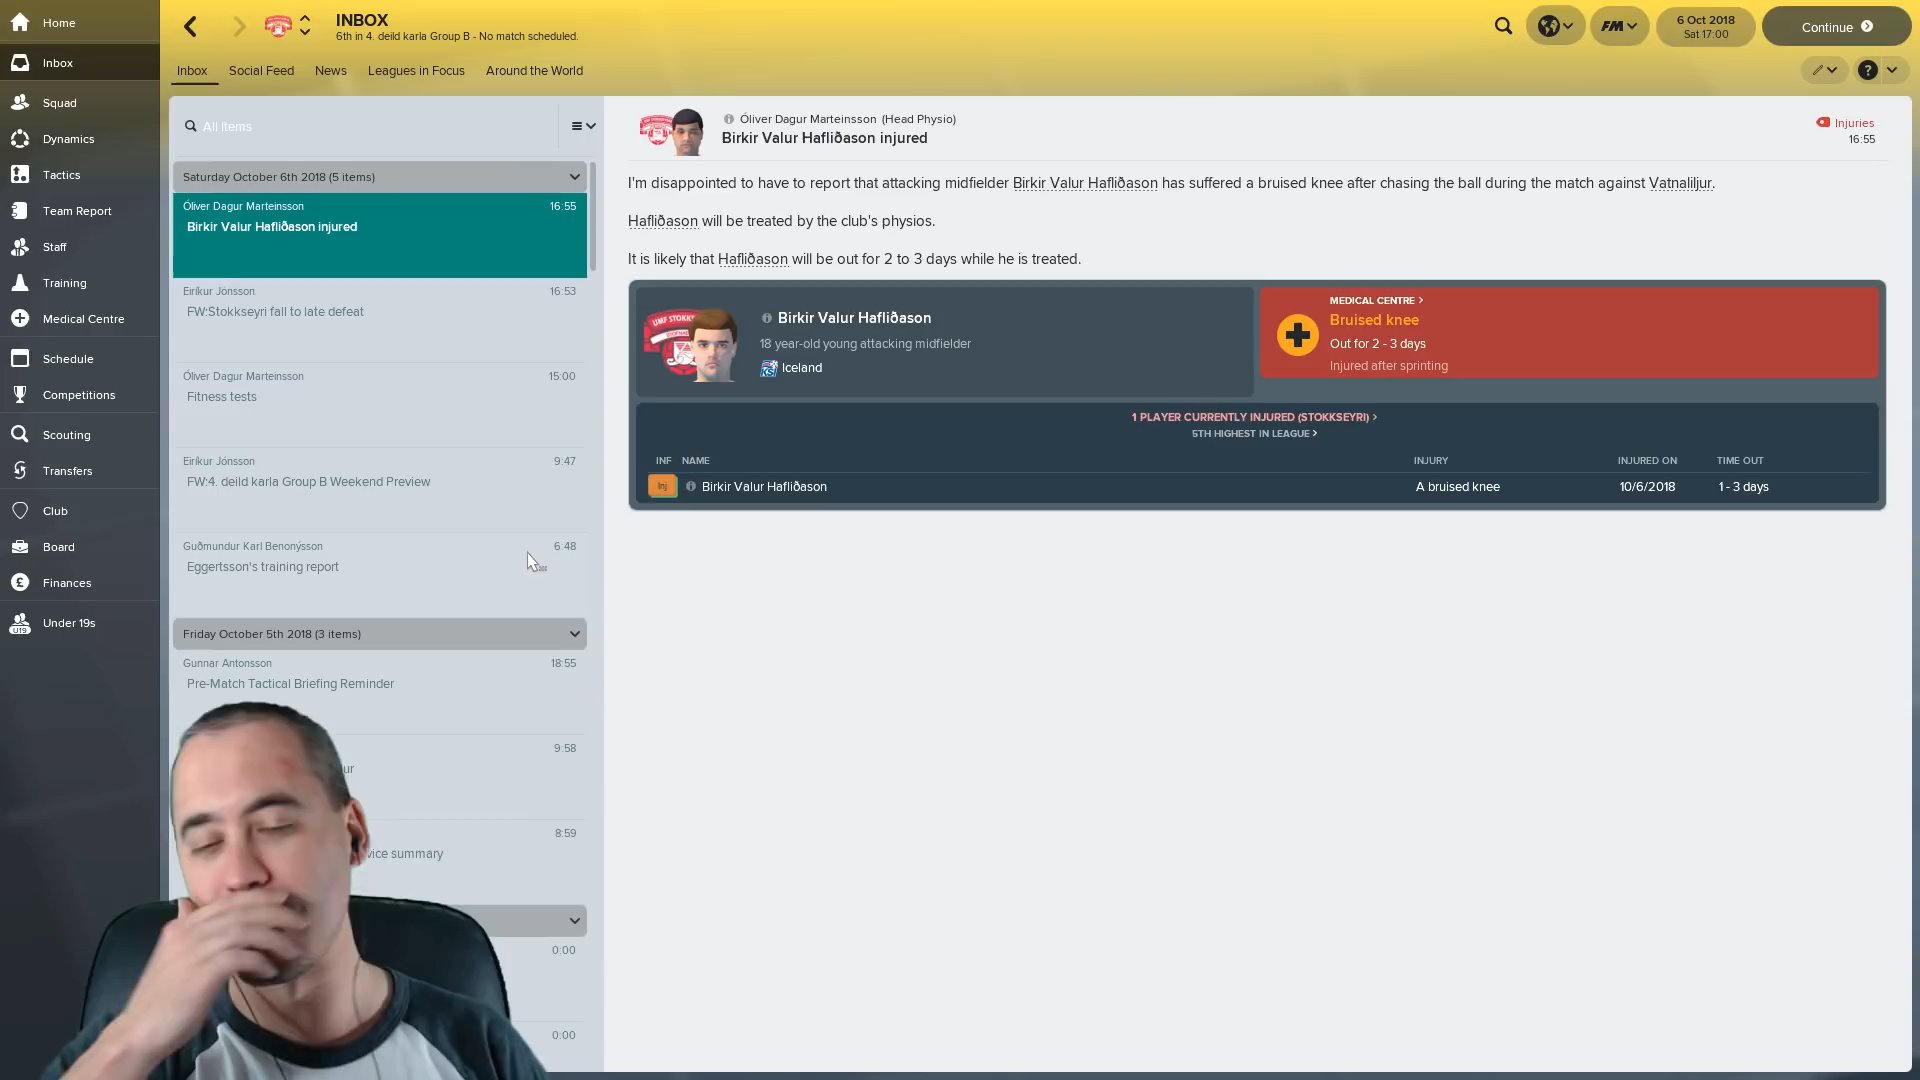 Home
INBOX
6th in 4. deild karla Group B - No match scheduled.
FM
6 Oct 2018
Sat 17:00
Continue
Inbox
Inbox
Social Feed
News
Leagues in Focus
Around the World
?
Squad
Dynamics
Tactics
Team Report
Staff
Training
Medical Centre
Schedule
Competitions
Scouting
Transfers
Club
Board
Finances
U19
Under 19s
All Items
Saturday October 6th 2018 (5 items)
Óliver Dagur Marteinsson 16:55
Birkir Valur Hafliðason injured
Eiríkur Jónsson 16:53
FW:Stokkseyri fall to late defeat
Óliver Dagur Marteinsson 15:00
Fitness tests
Eiríkur Jónsson 9:47
FW:4. deild karla Group B Weekend Preview
Guðmundur Karl Benonýsson 6:48
Eggertsson's training report
Friday October 5th 2018 (3 items)
Gunnar Antonsson 18:55
Pre-Match Tactical Briefing Reminder
9:58
8:59
summary
0:00
0:00
Óliver Dagur Marteinsson (Head Physio)
Birkir Valur Hafliðason injured
Injuries
16:55
I'm disappointed to have to report that attacking midfielder Birkir Valur Hafliðason has suffered a bruised knee after chasing the ball during the match against Vatnaliljur.
Hafliðason will be treated by the club's physios.
It is likely that Hafliðason will be out for 2 to 3 days while he is treated.
UMF STOKK
Birkir Valur Hafliðason
18 year-old young attacking midfielder
Iceland
MEDICAL CENTRE >
Bruised knee
Out for 2 - 3 days
Injured after sprinting
1 PLAYER CURRENTLY INJURED (STOKKSEYRI) >
5TH HIGHEST IN LEAGUE >
INF NAME INJURY INJURED ON TIME OUT
Inj Birkir Valur Hafliðason A bruised knee 10/6/2018 1 - 3 days